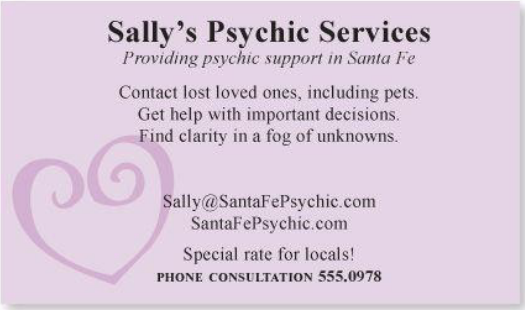 Sally's Psychic Services
Providing psychic support in Santa Fe
Contact lost loved ones, including pets.
Get help with important decisions.
Find clarity in a fog of unknowns.
Sally@SantaFePsychic.com
SantaFePsychic.com
Special rate for locals!
PHONE CONSULTATION 555.0978